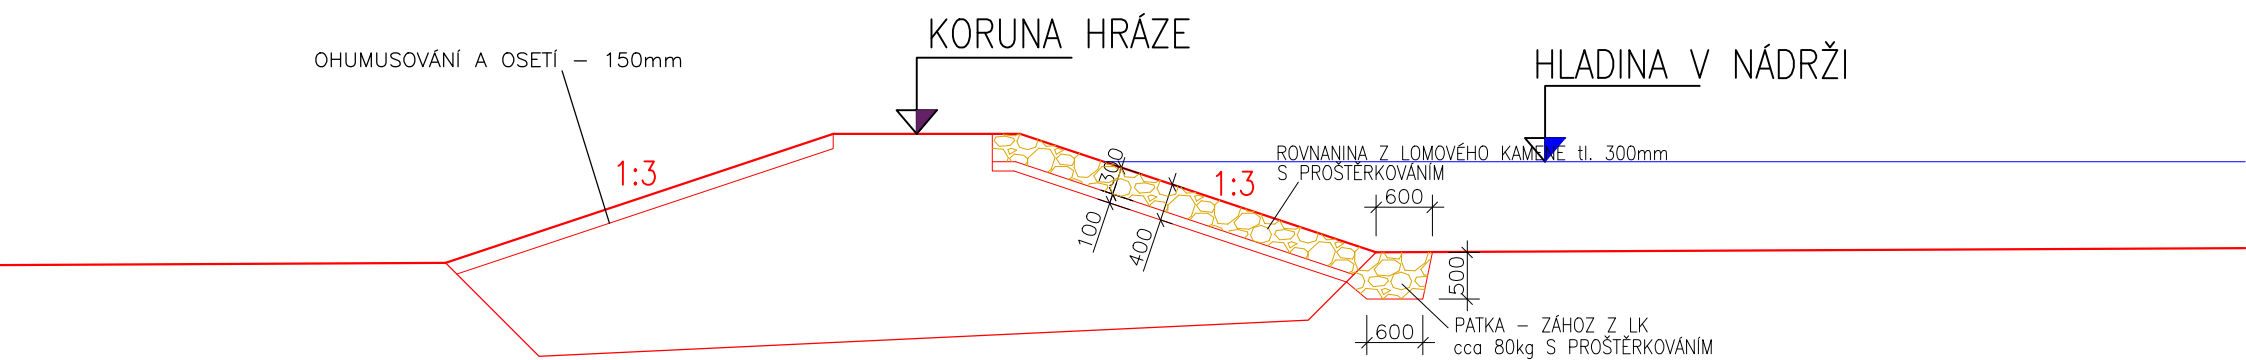 KORUNA HRÁZE
OHUMUSOVÁNÍ A OSETÍ – 150mm
HLADINA V NÁDRŽI
ROVNANINA Z LOMOVÉHO KAMENE tl. 300mm
S PROŠTĚRKOVÁNÍM
1:3
1:3
300
100
400
600
500
600
PATKA – ZÁHOZ Z LK
cca 80kg S PROŠTĚRKOVÁNÍM